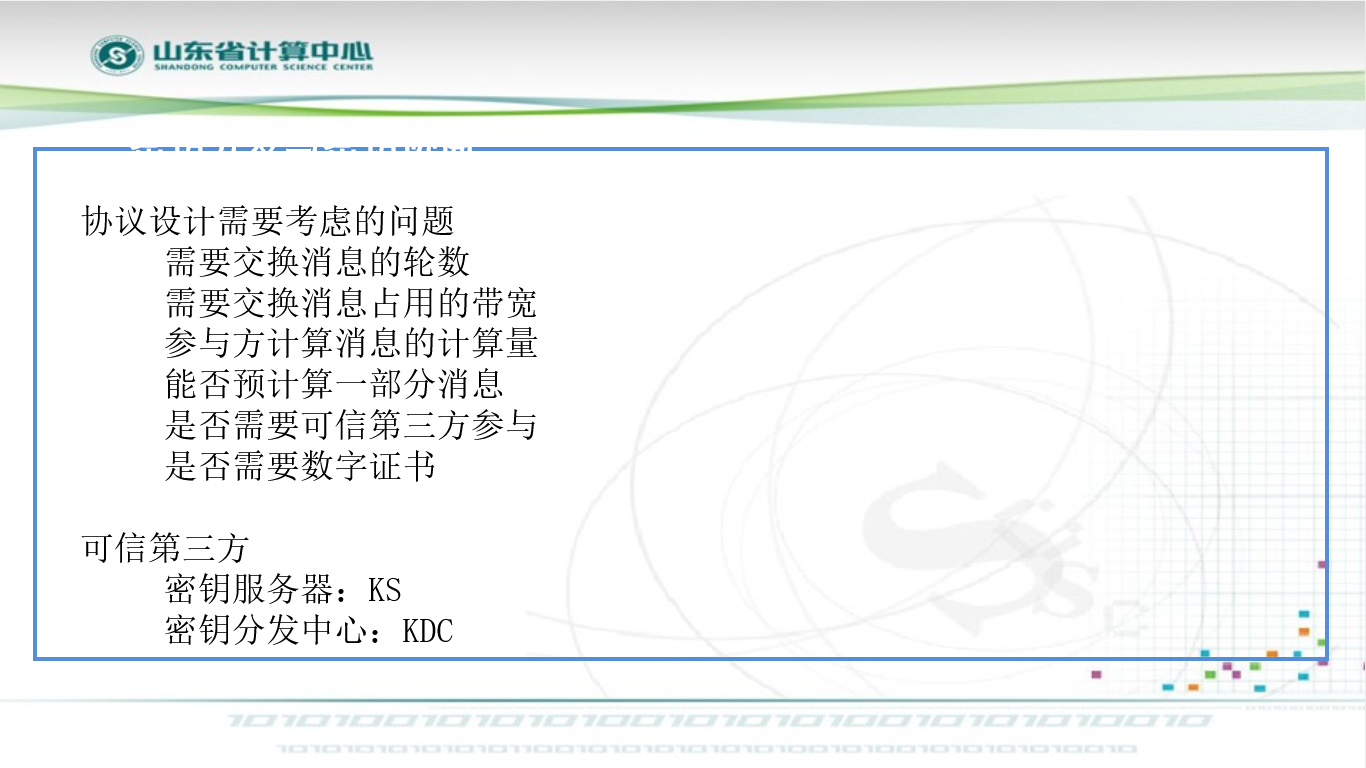 山东省计算中心
SHANDONG COMPUTER SCIENCE CENTER
协议设计需要考虑的问题
需要交换消息的轮数
需要交换消息占用的带宽
参与方计算消息的计算量
能否预计算一部分消息
是否需要可信第三方参与
是否需要数字证书
可信第三方
密钥服务器：KS
密钥分发中心：KDC